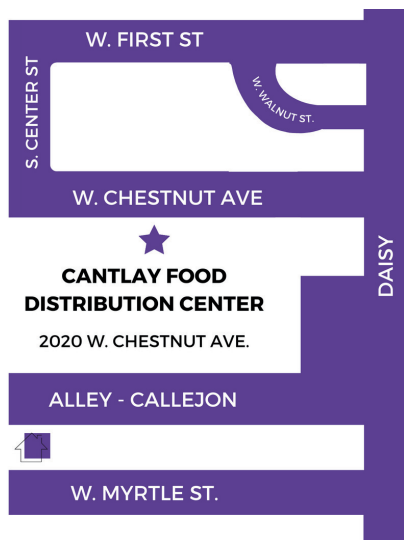 W. FIRST ST
S. CENTER ST
W. WALNUT ST.
W. CHESTNUT AVE
DAISY
CANTLAY FOOD
DISTRIBUTION CENTER
2020 W. CHESTNUT AVE.
ALLEY - CALLEJON
W. MYRTLE ST.